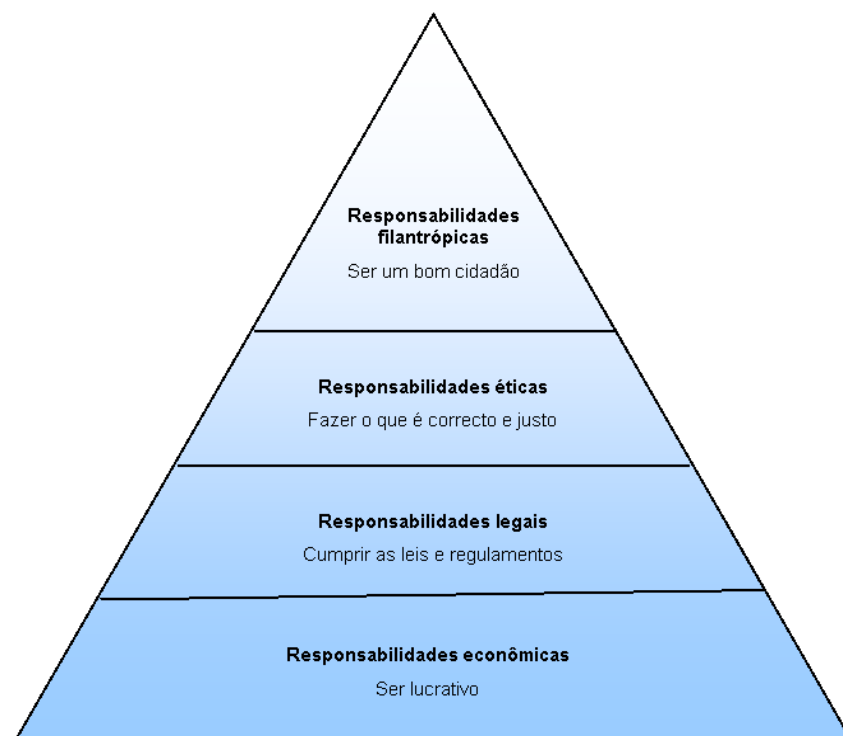 Responsabilidades
filantrópicas
Ser um bom cidadão
Responsabilidades éticas
Fazer o que é correcto e justo
Responsabilidades legais
Cumprir as leis e regulamentos
Responsabilidades econômicas
Ser lucrativo